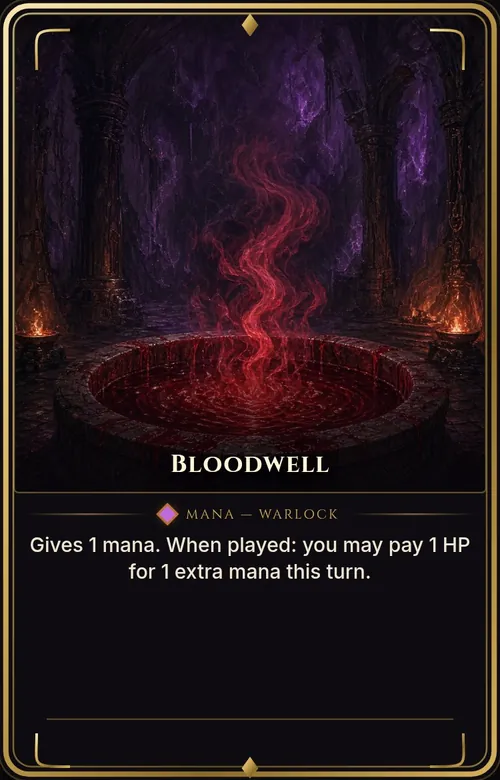 BLOODWELL
MANA — WARLOCK
Gives 1 mana. When played: you may pay 1 HP
for 1 extra mana this turn.